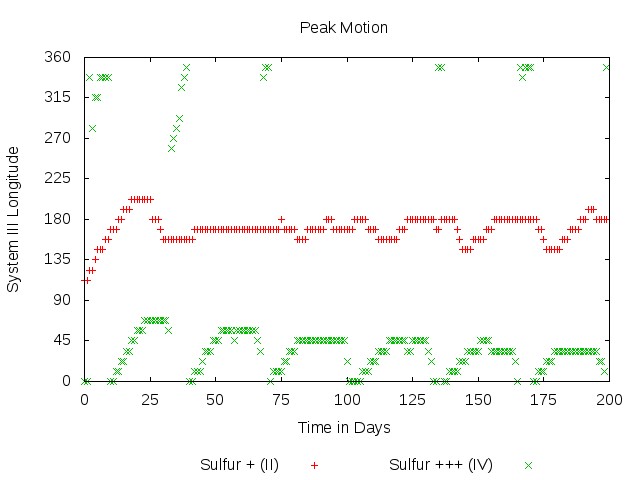 Peak Motion
360
315
270
225
180
135
90
45
0
System III Longitude
0 25 50 75 100 125 150 175 200
Time in Days
Sulfur + (II) Sulfur +++ (IV)